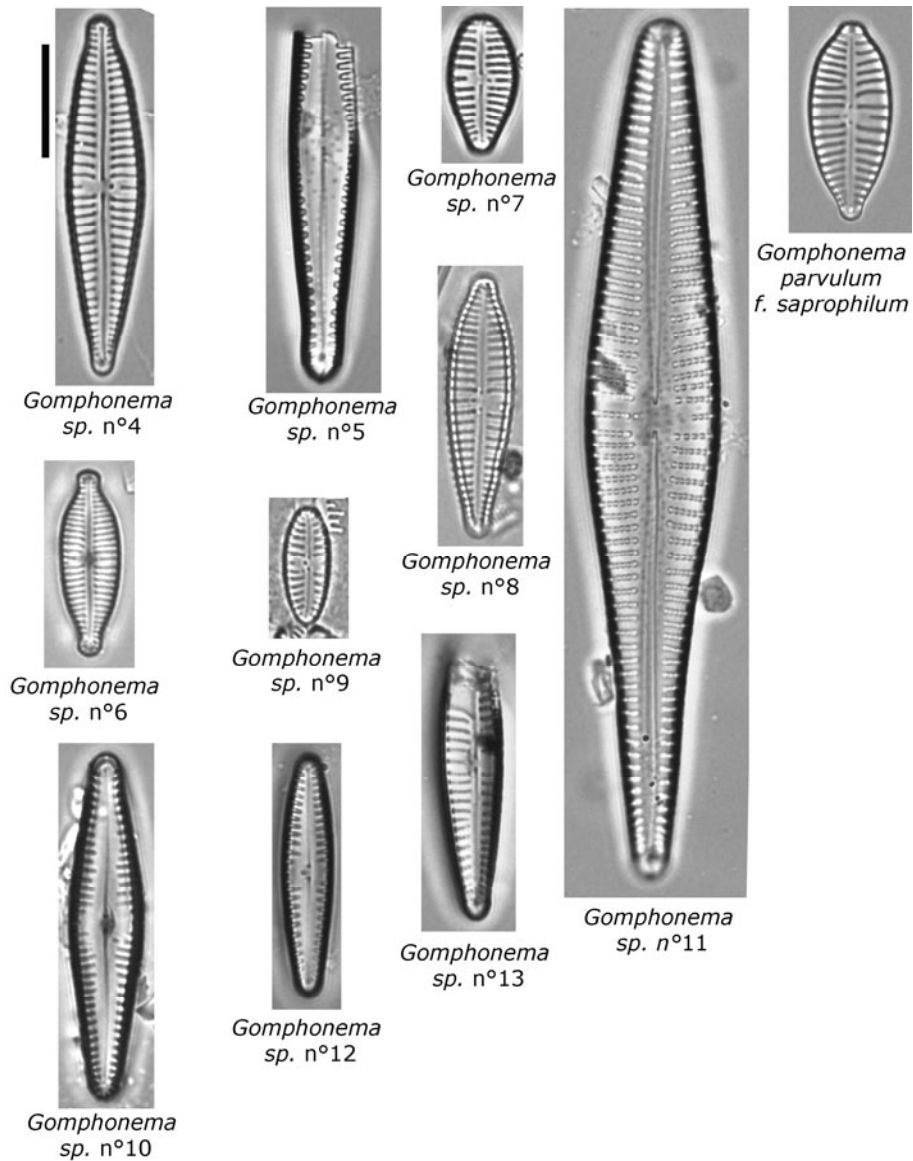 Gomphonema
sp. n°4
Gomphonema
sp. n°5
Gomphonema
sp. n°7
Gomphonema
parvulum
f. saprophilum
Gomphonema
sp. n°8
Gomphonema
sp. n°6
Gomphonema
sp. n°9
Gomphonema
sp. n°11
Gomphonema
sp. n°13
Gomphonema
sp. n°12
Gomphonema
sp. n°10